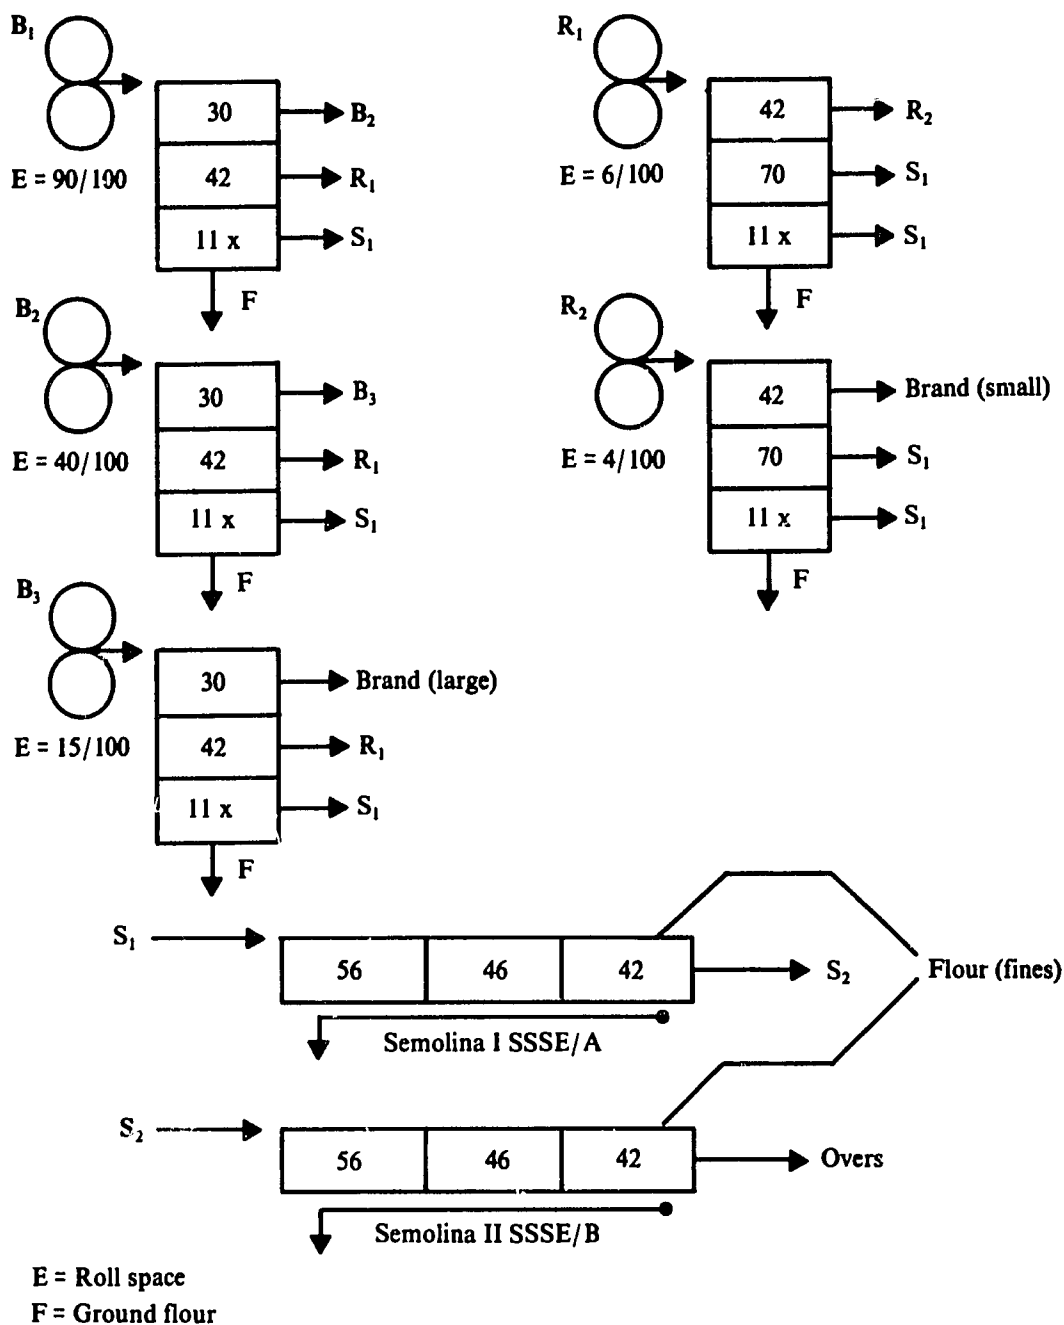 B₁
30
B₂
42
R₁
E = 90/100
11 x
S₁
F
R₁
42
R₂
70
S₁
E = 6/100
11 x
S₁
F
B₂
30
B₃
42
R₁
E = 40/100
11 x
S₁
F
R₂
42
Brand (small)
70
S₁
E = 4/100
11 x
S₁
F
B₃
30
Brand (large)
42
R₁
E = 15/100
11 x
S₁
F
S₁
56 46 42
S₂
Flour (fines)
Semolina I SSSE/A
S₂
56 46 42
Overs
Semolina II SSSE/B
E = Roll space
F = Ground flour